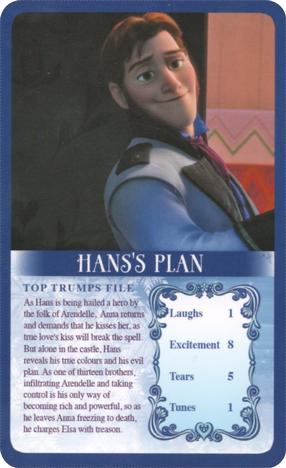 HANS'S PLAN
TOP TRUMPS FILE
As Hans is being hailed a hero by
the folk of Arendelle, Anna returns
and demands that he kisses her, as
true love's kiss will break the spell.
But alone in the castle, Hans
reveals his true colours and his evil
plan. As one of thirteen brothers,
infiltrating Arendelle and taking
control is his only way of
becoming rich and powerful, so as
he leaves Anna freezing to death,
he charges Elsa with treason.
Laughs 1
Excitement 8
Tears 5
Tunes 1